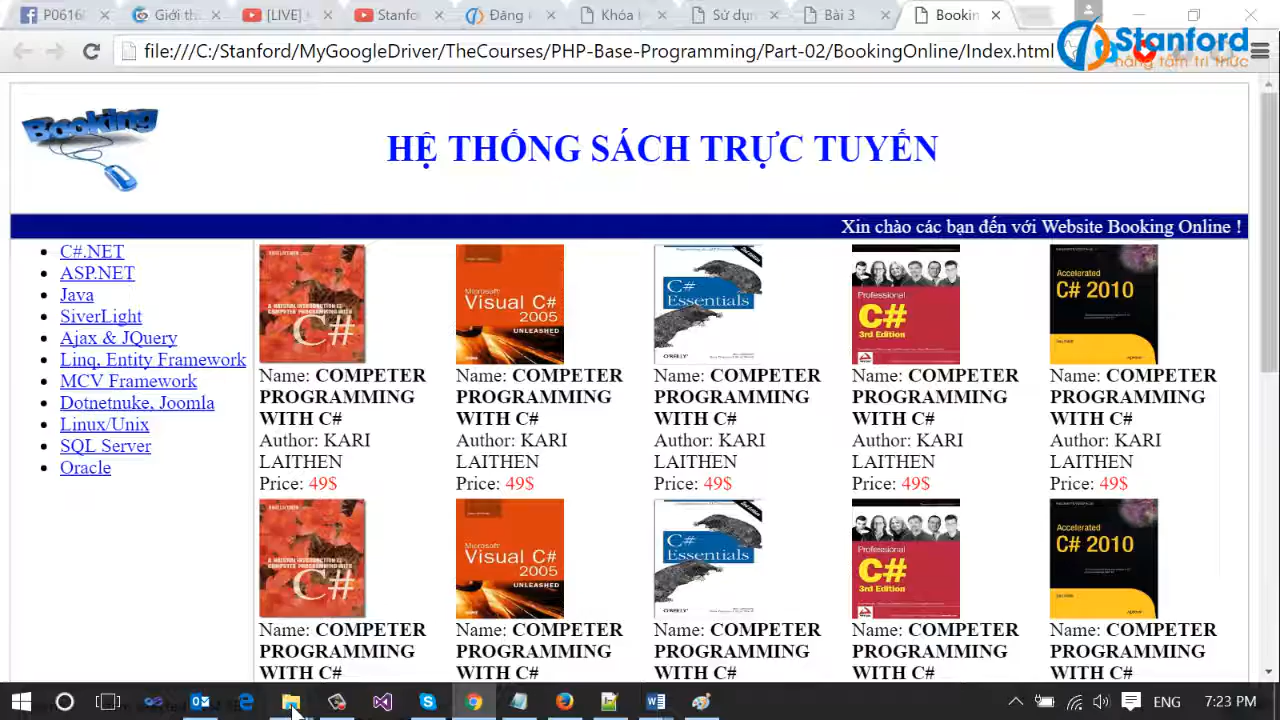 P0616
Giới th
[LIVE]
Stanfo
Đăng
Khóa
Sử dụn
Bài 3
Bookin
file:///C:/Stanford/MyGoogleDriver/TheCourses/PHP-Base-Programming/Part-02/BookingOnline/Index.html
Stanford
nâng tầm tri thức
Booking
HỆ THỐNG SÁCH TRỰC TUYẾN
Xin chào các bạn đến với Website Booking Online !
C#.NET
ASP.NET
Java
SiverLight
Ajax & JQuery
Linq, Entity Framework
MCV Framework
Dotnetnuke, Joomla
Linux/Unix
SQL Server
Oracle
C#
Microsoft Visual C# 2005 UNLEASHED
C# Essentials O'REILLY
Professional C# 3rd Edition
Accelerated C# 2010
Name: COMPETER Name: COMPETER Name: COMPETER Name: COMPETER Name: COMPETER
PROGRAMMING PROGRAMMING PROGRAMMING PROGRAMMING PROGRAMMING
WITH C# WITH C# WITH C# WITH C# WITH C#
Author: KARI Author: KARI Author: KARI Author: KARI Author: KARI
LAITHEN LAITHEN LAITHEN LAITHEN LAITHEN
Price: 49$ Price: 49$ Price: 49$ Price: 49$ Price: 49$
C#
Microsoft Visual C# 2005 UNLEASHED
C# Essentials O'REILLY
Professional C# 3rd Edition
Accelerated C# 2010
Name: COMPETER Name: COMPETER Name: COMPETER Name: COMPETER Name: COMPETER
PROGRAMMING PROGRAMMING PROGRAMMING PROGRAMMING PROGRAMMING
WITH C# WITH C# WITH C# WITH C# WITH C#
ENG
7:23 PM